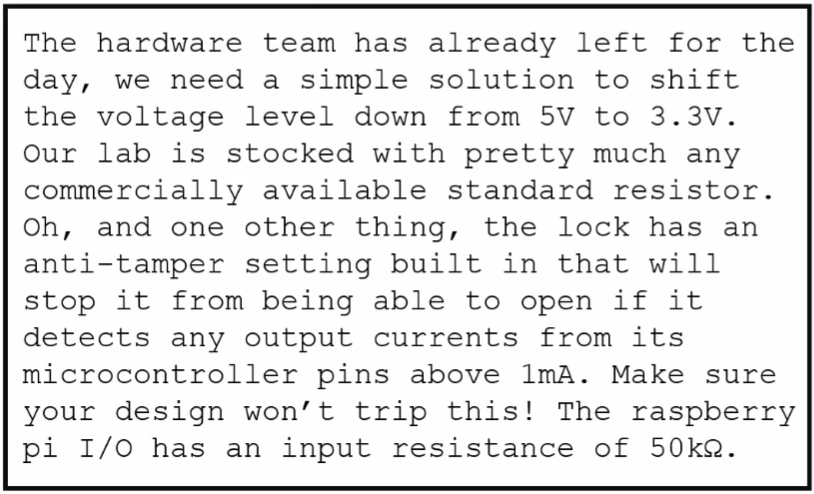 The hardware team has already left for the
day, we need a simple solution to shift
the voltage level down from 5V to 3.3V.
Our lab is stocked with pretty much any
commercially available standard resistor.
Oh, and one other thing, the lock has an
anti-tamper setting built in that will
stop it from being able to open if it
detects any output currents from its
microcontroller pins above 1mA. Make sure
your design won’t trip this! The raspberry
pi I/O has an input resistance of 50kΩ.